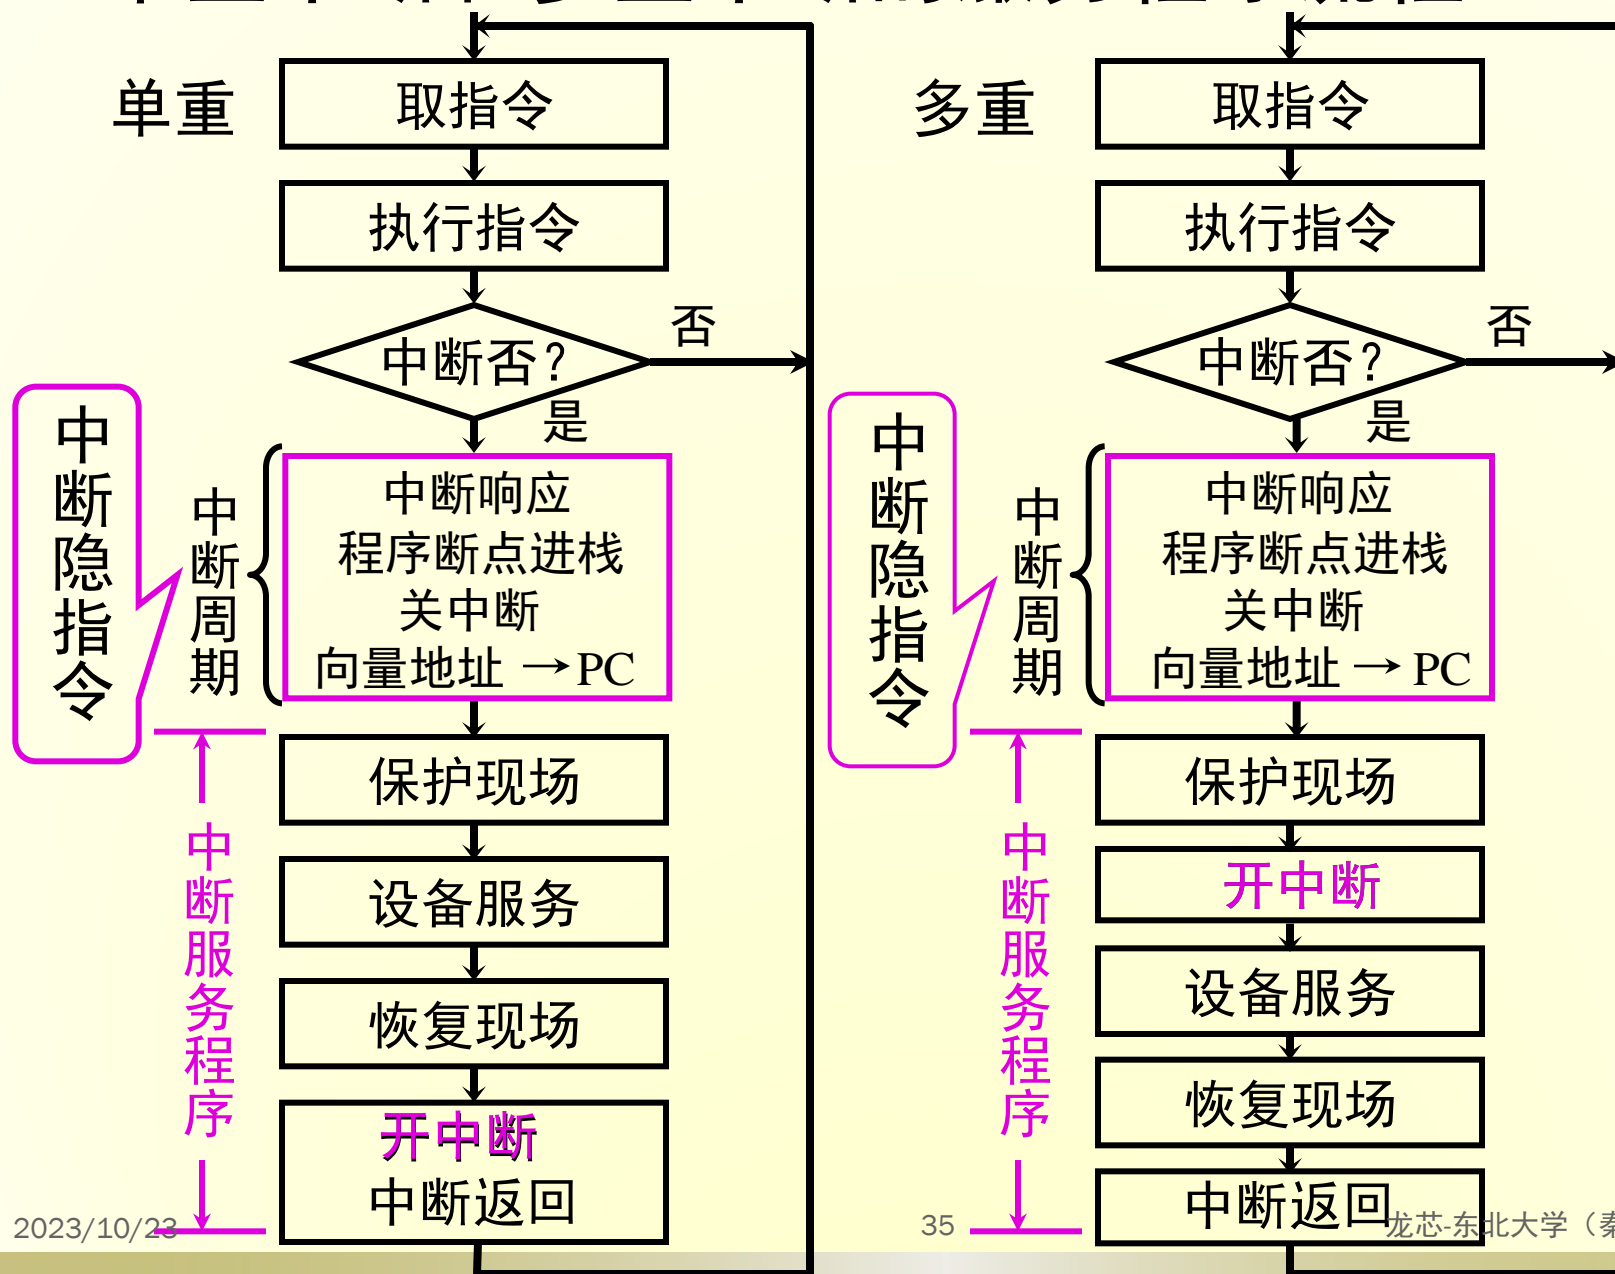 单重
取指令
执行指令
中断否？
否
是
中断隐指令
中断周期
中断响应
程序断点进栈
关中断
向量地址 →PC
中断服务程序
保护现场
设备服务
恢复现场
开中断
中断返回
多重
取指令
执行指令
中断否？
否
是
中断隐指令
中断周期
中断响应
程序断点进栈
关中断
向量地址 → PC
中断服务程序
保护现场
开中断
设备服务
恢复现场
中断返回
2023/10/23
35
龙芯-东北大学（秦